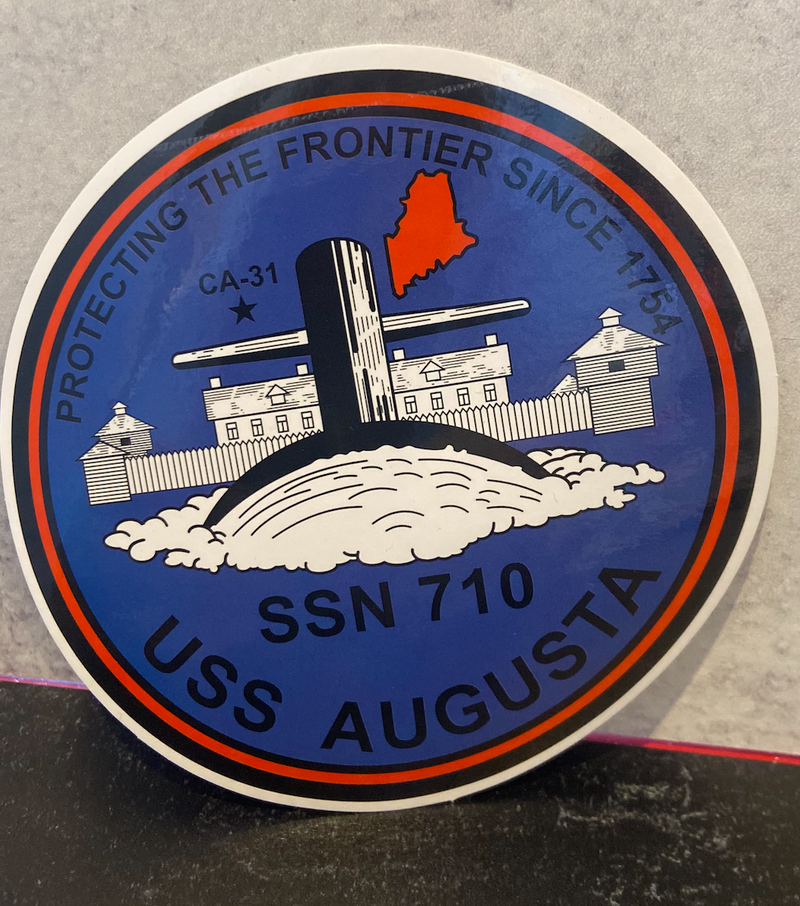 PROTECTING THE FRONTIER SINCE 1754
CA-31
SSN 710
USS AUGUSTA